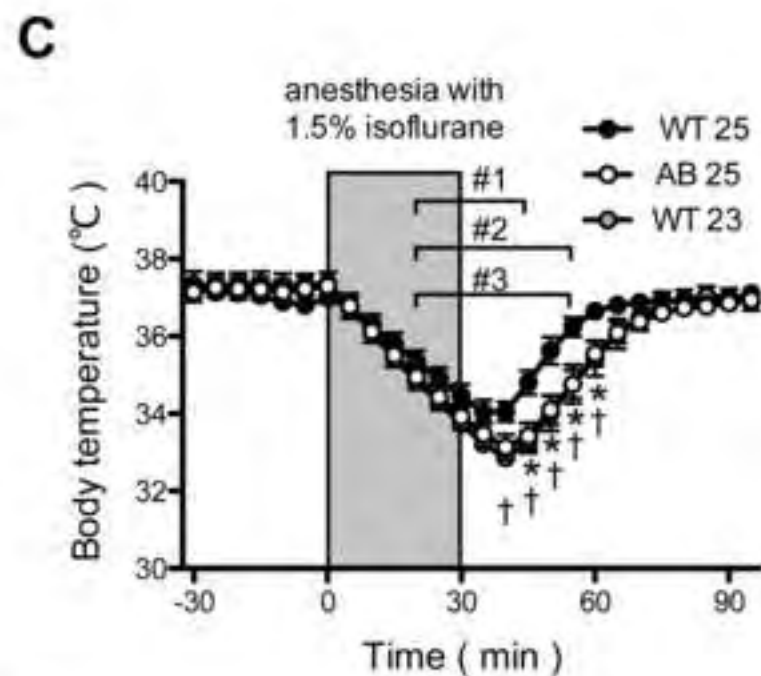 C
anesthesia with
1.5% isoflurane
WT 25
AB 25
WT 23
#1
#2
#3
Body temperature (℃)
40
38
36
34
32
30
* * * *
† † † † †
-30 0 30 60 90
Time ( min )